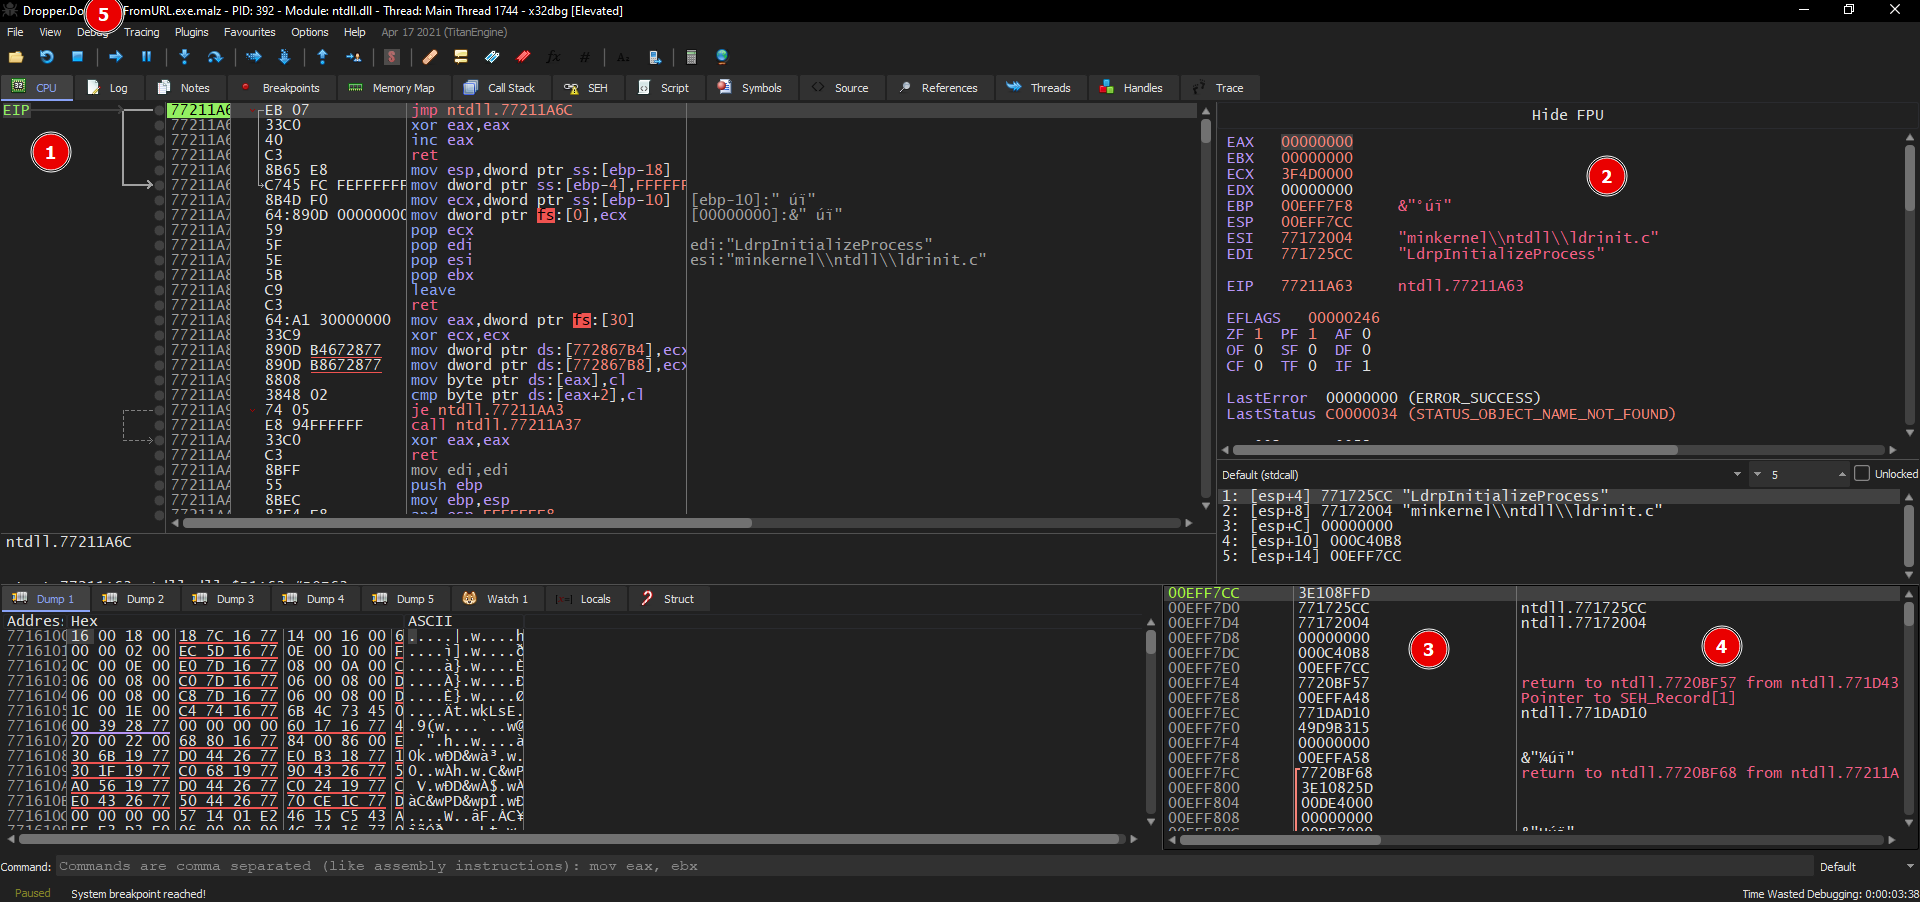 Dropper.Do FromURL.exe.malz - PID: 392 - Module: ntdll.dll - Thread: Main Thread 1744 - x32dbg [Elevated]
5
File View Debug Tracing Plugins Favourites Options Help Apr 17 2021 (TitanEngine)
CPU Log Notes Breakpoints Memory Map Call Stack SEH Script Symbols Source References Threads Handles Trace
EIP
1
77211A6 EB 07 jmp ntdll.77211A6C
77211A6 33C0 xor eax,eax
77211A6 40 inc eax
77211A6 C3 ret
77211A6 8B65 E8 mov esp,dword ptr ss:[ebp-18]
77211A6 C745 FC FEFFFFFF mov dword ptr ss:[ebp-4],FFFFFF
77211A7 8B4D F0 mov ecx,dword ptr ss:[ebp-10] [ebp-10]:" úï"
77211A7 64:890D 00000000 mov dword ptr fs:[0],ecx [00000000]:&" úï"
77211A7 59 pop ecx
77211A7 5F pop edi edi:"LdrpInitializeProcess"
77211A7 5E pop esi esi:"minkernel\\ntdll\\ldrinit.c"
77211A8 5B pop ebx
77211A8 C9 leave
77211A8 C3 ret
77211A8 64:A1 30000000 mov eax,dword ptr fs:[30]
77211A8 33C9 xor ecx,ecx
77211A8 890D B4672877 mov dword ptr ds:[772867B4],ecx
77211A9 890D B8672877 mov dword ptr ds:[772867B8],ecx
77211A9 8808 mov byte ptr ds:[eax],cl
77211A9 3848 02 cmp byte ptr ds:[eax+2],cl
77211A9 74 05 je ntdll.77211AA3
77211A9 E8 94FFFFFF call ntdll.77211A37
77211AA 33C0 xor eax,eax
77211AA C3 ret
77211AA 8BFF mov edi,edi
77211AA 55 push ebp
77211AA 8BEC mov ebp,esp
ntdll.77211A6C
Hide FPU
2
EAX 00000000
EBX 00000000
ECX 3F4D0000
EDX 00000000
EBP 00EFF7F8 &"°úï"
ESP 00EFF7CC
ESI 77172004 "minkernel\\ntdll\\ldrinit.c"
EDI 771725CC "LdrpInitializeProcess"
EIP 77211A63 ntdll.77211A63
EFLAGS 00000246
ZF 1 PF 1 AF 0
OF 0 SF 0 DF 0
CF 0 TF 0 IF 1
LastError 00000000 (ERROR_SUCCESS)
LastStatus C0000034 (STATUS_OBJECT_NAME_NOT_FOUND)
Default (stdcall) 5 Unlocked
1: [esp+4] 771725CC "LdrpInitializeProcess"
2: [esp+8] 77172004 "minkernel\\ntdll\\ldrinit.c"
3: [esp+C] 00000000
4: [esp+10] 000C40B8
5: [esp+14] 00EFF7CC
Dump 1 Dump 2 Dump 3 Dump 4 Dump 5 Watch 1 Locals Struct
Address Hex ASCII
7716100 16 00 18 00 18 7C 16 77 14 00 16 00 6 .....|.w....h
7716101 00 00 02 00 EC 5D 16 77 0E 00 10 00 F ....ì].w....ð
7716102 0C 00 0E 00 E0 7D 16 77 08 00 0A 00 C ....à}.w....È
7716103 06 00 08 00 C0 7D 16 77 06 00 08 00 D ....À}.w....Ð
7716104 06 00 08 00 C8 7D 16 77 06 00 08 00 D ....È}.w....Ø
7716105 1C 00 1E 00 C4 74 16 77 6B 4C 73 45 0 ....Ät.wkLsE.
7716106 00 39 28 77 00 00 00 00 60 17 16 77 4 .9(w....`..w@
7716107 20 00 22 00 68 80 16 77 84 00 86 00 E .".h..w....à
7716108 30 6B 19 77 D0 44 26 77 E0 B3 18 77 1 0k.wÐD&wà³.w.
7716109 30 1F 19 77 C0 68 19 77 90 43 26 77 5 0..wÀh.w.C&wP
771610A A0 56 19 77 D0 44 26 77 C0 24 19 77 C V.wÐD&wÀ$.wÀ
771610B E0 43 26 77 50 44 26 77 70 CE 1C 77 D àC&wPD&wpÎ.wÐ
771610C 00 00 00 00 57 14 01 E2 46 15 C5 43 A ....W..âF.ÅC¥
00EFF7CC 3E108FFD
00EFF7D0 771725CC ntdll.771725CC
00EFF7D4 77172004 ntdll.77172004
00EFF7D8 00000000
00EFF7DC 000C40B8
00EFF7E0 00EFF7CC
00EFF7E4 7720BF57 return to ntdll.7720BF57 from ntdll.771D43
00EFF7E8 00EFFA48 Pointer to SEH_Record[1]
00EFF7EC 771DAD10 ntdll.771DAD10
00EFF7F0 49D9B315
00EFF7F4 00000000
00EFF7F8 00EFFA58 &"¼úï"
00EFF7FC 7720BF68 return to ntdll.7720BF68 from ntdll.77211A
00EFF800 3E10825D
00EFF804 00DE4000
00EFF808 00000000
3
4
Command: Commands are comma separated (like assembly instructions): mov eax, ebx Default
Paused System breakpoint reached! Time Wasted Debugging: 0:00:03:38